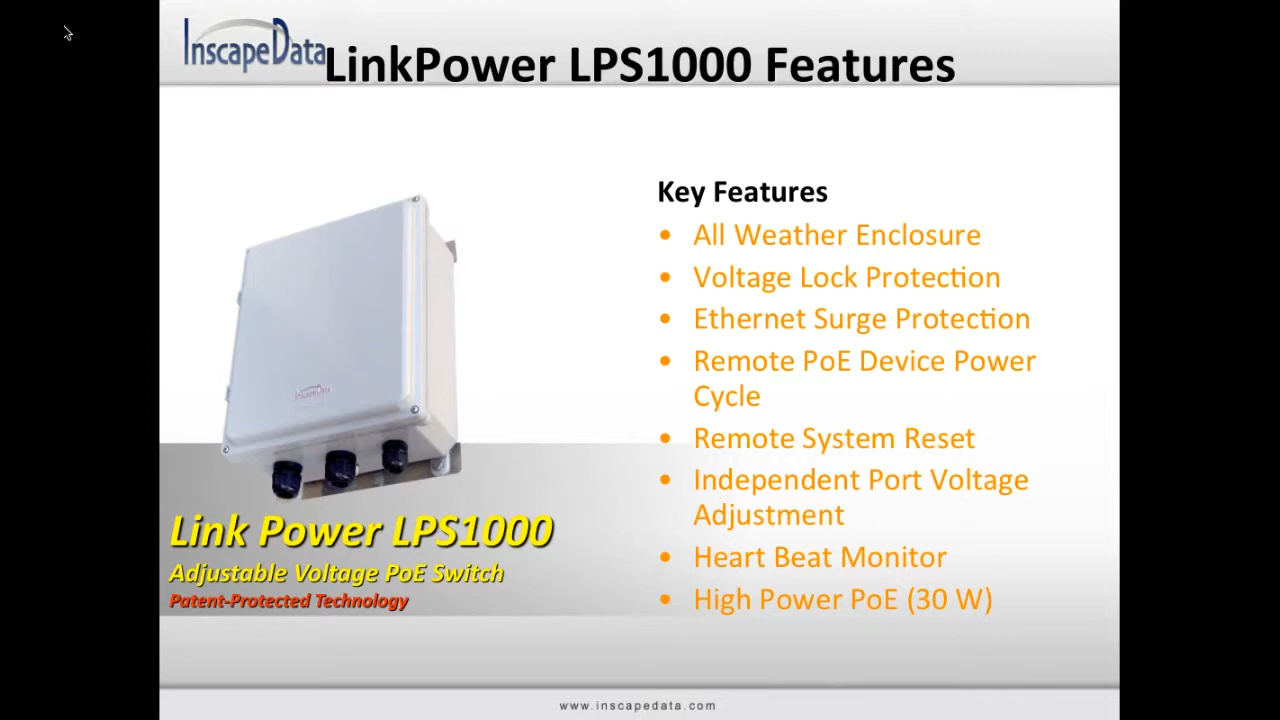 InscapeData
LinkPower LPS1000 Features
Key Features
• All Weather Enclosure
• Voltage Lock Protection
• Ethernet Surge Protection
• Remote PoE Device Power
Cycle
• Remote System Reset
• Independent Port Voltage
Adjustment
• Heart Beat Monitor
• High Power PoE (30 W)
InscapeData
Link Power LPS1000
Adjustable Voltage PoE Switch
Patent-Protected Technology
www.inscapedata.com